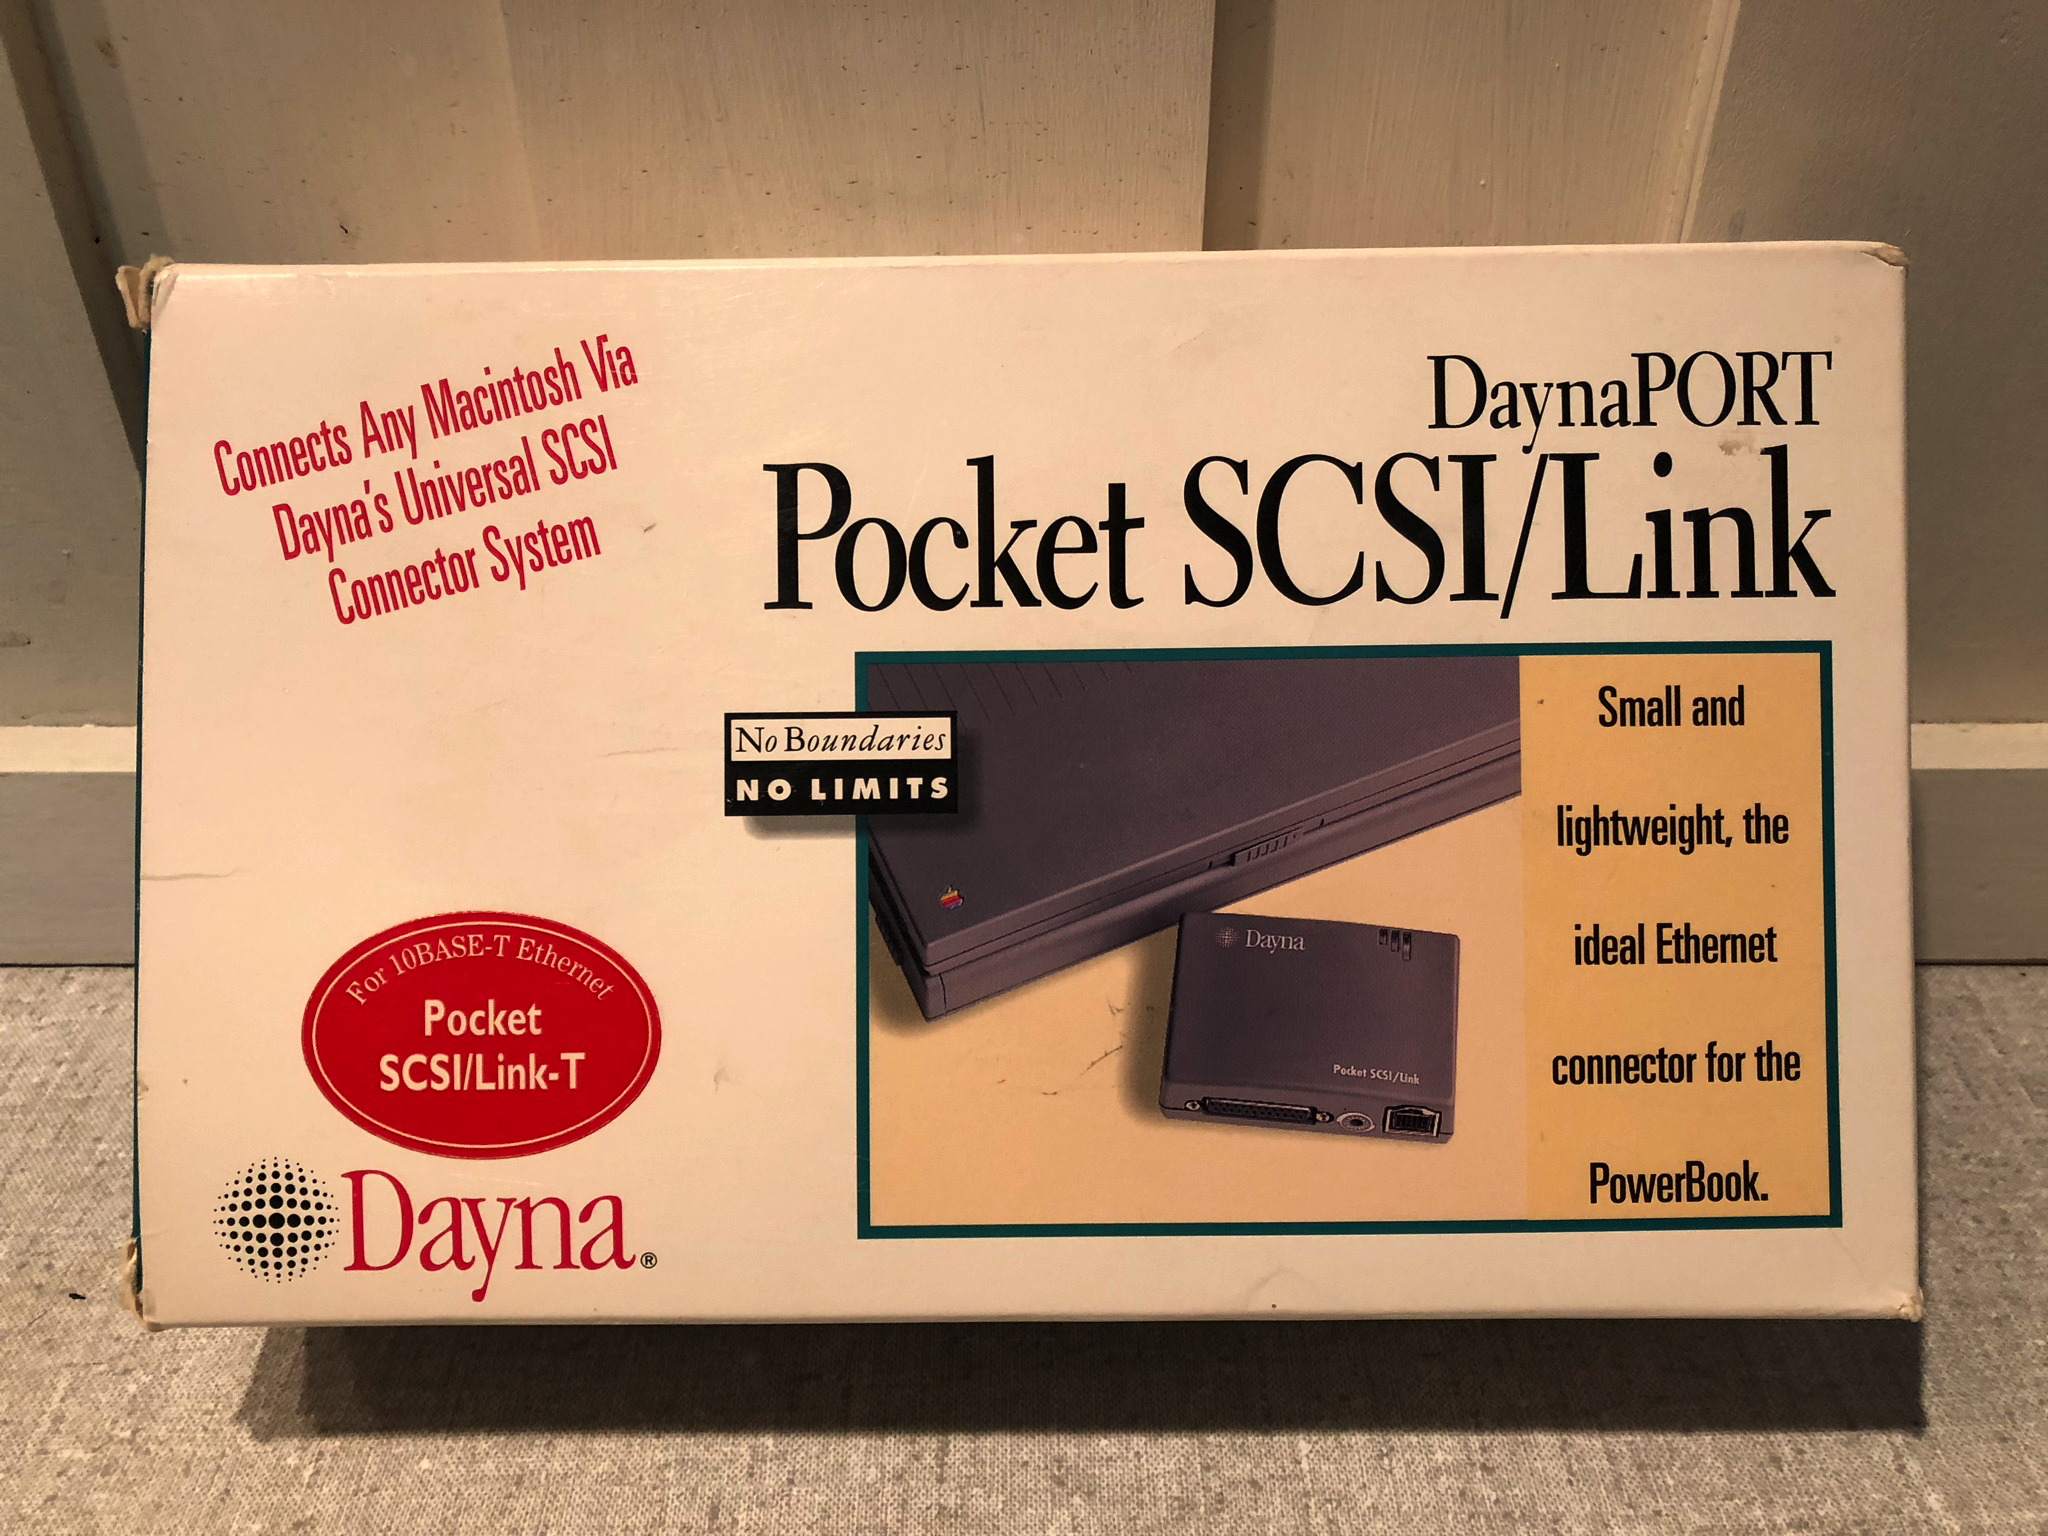 Connects Any Macintosh Via
Dayna's Universal SCSI
Connector System
DaynaPORT
Pocket SCSI/Link
No Boundaries
NO LIMITS
Small and
lightweight, the
ideal Ethernet
connector for the
PowerBook.
Dayna
Pocket SCSI/Link
For 10BASE-T Ethernet
Pocket
SCSI/Link-T
Dayna®